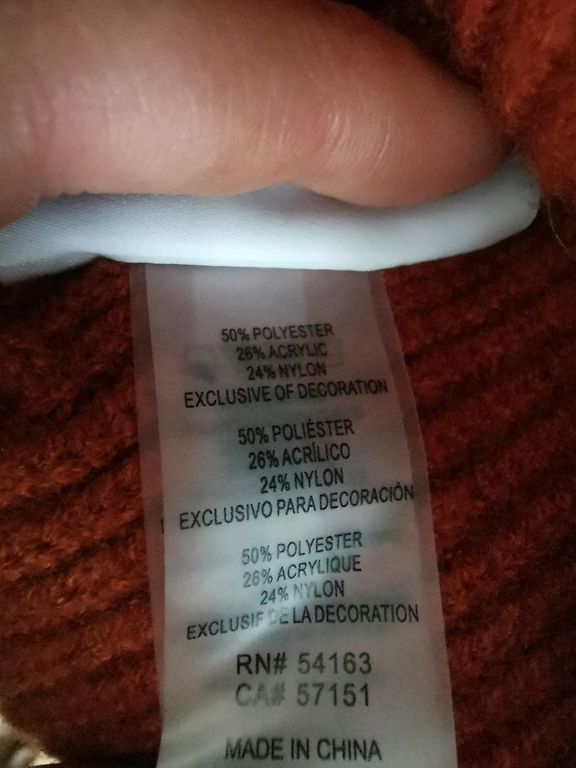 50% POLYESTER
26% ACRYLIC
24% NYLON
EXCLUSIVE OF DECORATION
50% POLIÉSTER
26% ACRÍLICO
24% NYLON
EXCLUSIVO PARA DECORACIÓN
50% POLYESTER
26% ACRYLIQUE
24% NYLON
EXCLUSIF DE LA DECORATION
RN# 54163
CA# 57151
MADE IN CHINA